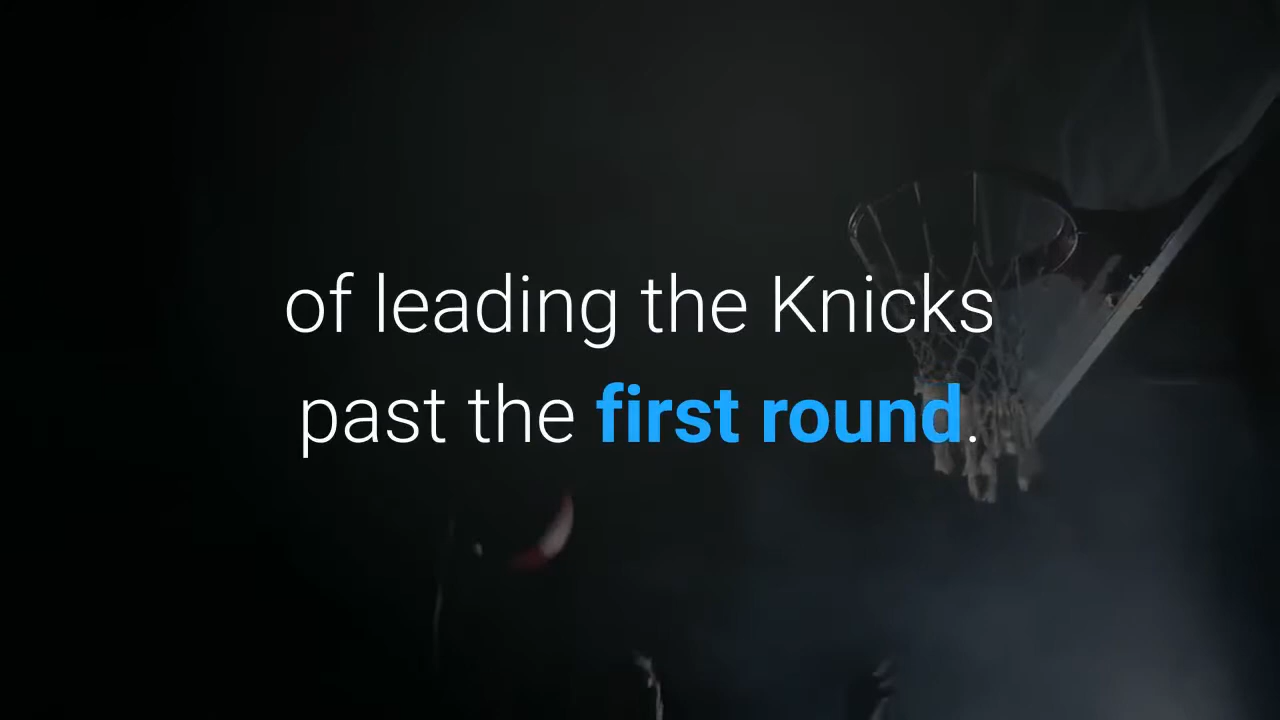 of leading the Knicks
past the first round.